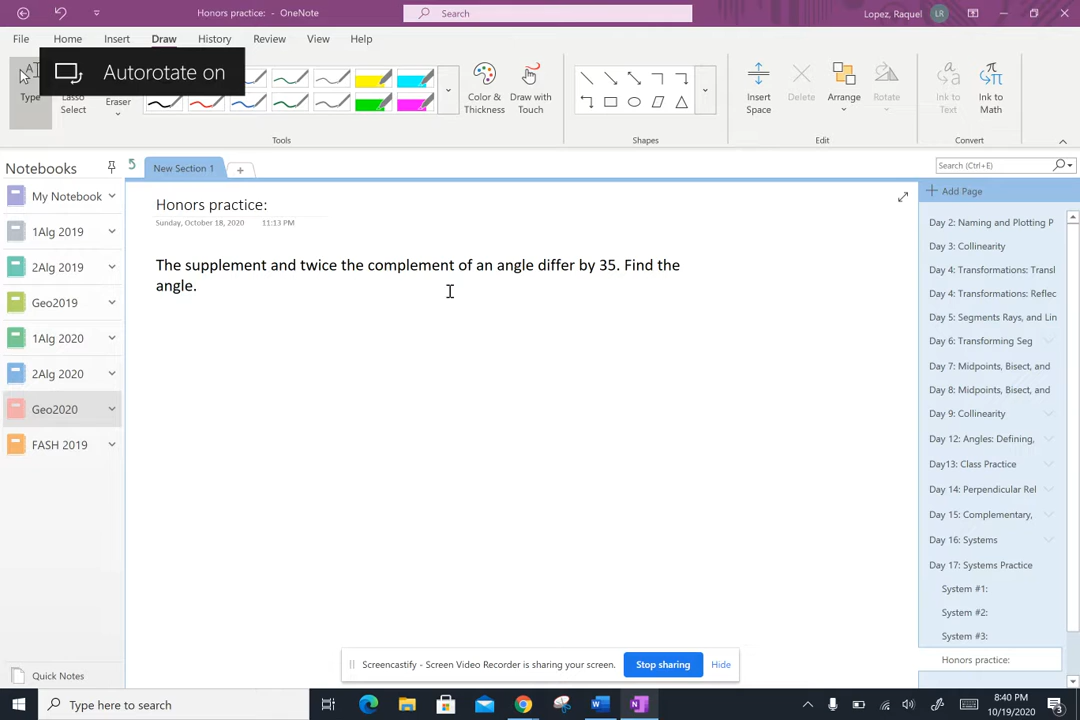 Honors practice: - OneNote
Search
Lopez, Raquel
LR
File
Home
Insert
Draw
History
Review
View
Help
Autorotate on
Type
Lasso
Select
Eraser
Color &
Thickness
Draw with
Touch
Insert
Space
Delete
Arrange
Rotate
Ink to
Text
Ink to
Math
Tools
Shapes
Edit
Convert
Notebooks
New Section 1
Search (Ctrl+E)
My Notebook
1Alg 2019
2Alg 2019
Geo2019
1Alg 2020
2Alg 2020
Geo2020
FASH 2019
Quick Notes
Honors practice:
Sunday, October 18, 2020 11:13 PM
The supplement and twice the complement of an angle differ by 35. Find the
angle.
Add Page
Day 2: Naming and Plotting P
Day 3: Collinearity
Day 4: Transformations: Transl
Day 4: Transformations: Reflec
Day 5: Segments Rays, and Lin
Day 6: Transforming Seg
Day 7: Midpoints, Bisect, and
Day 8: Midpoints, Bisect, and
Day 9: Collinearity
Day 12: Angles: Defining,
Day13: Class Practice
Day 14: Perpendicular Rel
Day 15: Complementary,
Day 16: Systems
Day 17: Systems Practice
System #1:
System #2:
System #3:
Honors practice:
Screencastify - Screen Video Recorder is sharing your screen.
Stop sharing
Hide
Type here to search
8:40 PM
10/19/2020
3